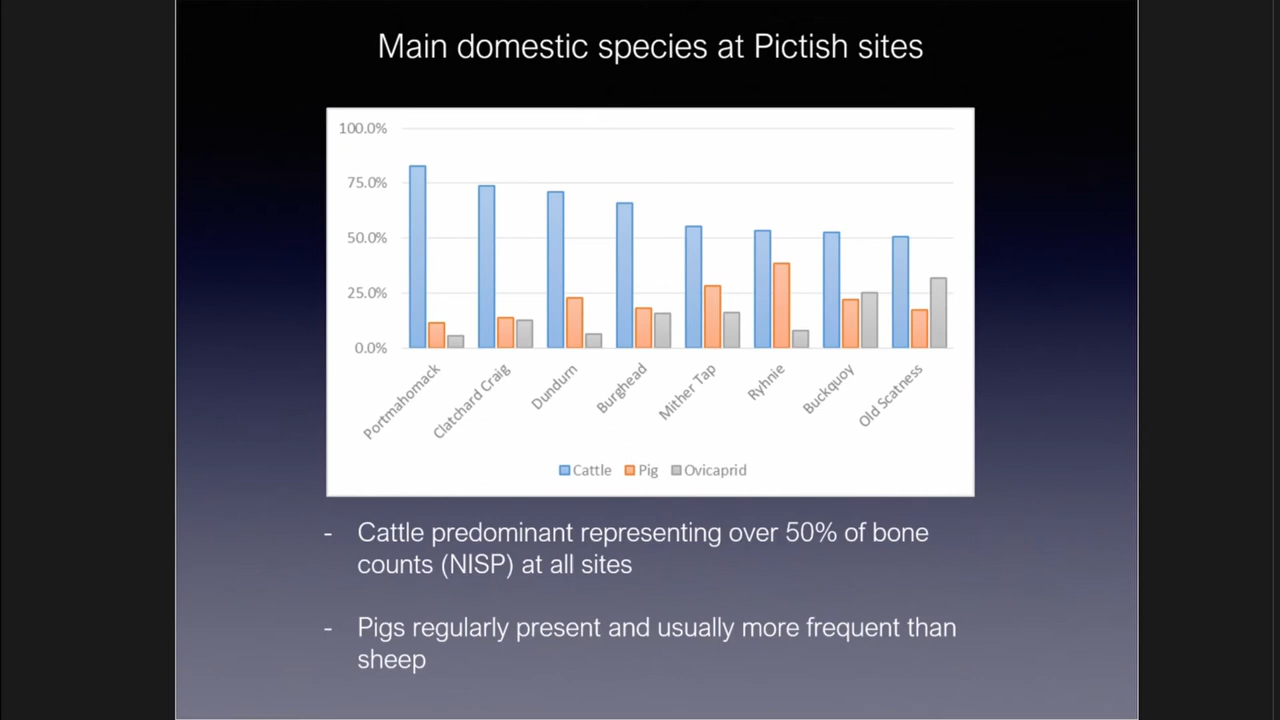 Main domestic species at Pictish sites
100.0%
75.0%
50.0%
25.0%
0.0%
Portmahomack
Clatchard Craig
Dundurn
Burghead
Mither Tap
Ryhnie
Buckquoy
Old Scatness
Cattle Pig Ovicaprid
- Cattle predominant representing over 50% of bone
counts (NISP) at all sites
- Pigs regularly present and usually more frequent than
sheep